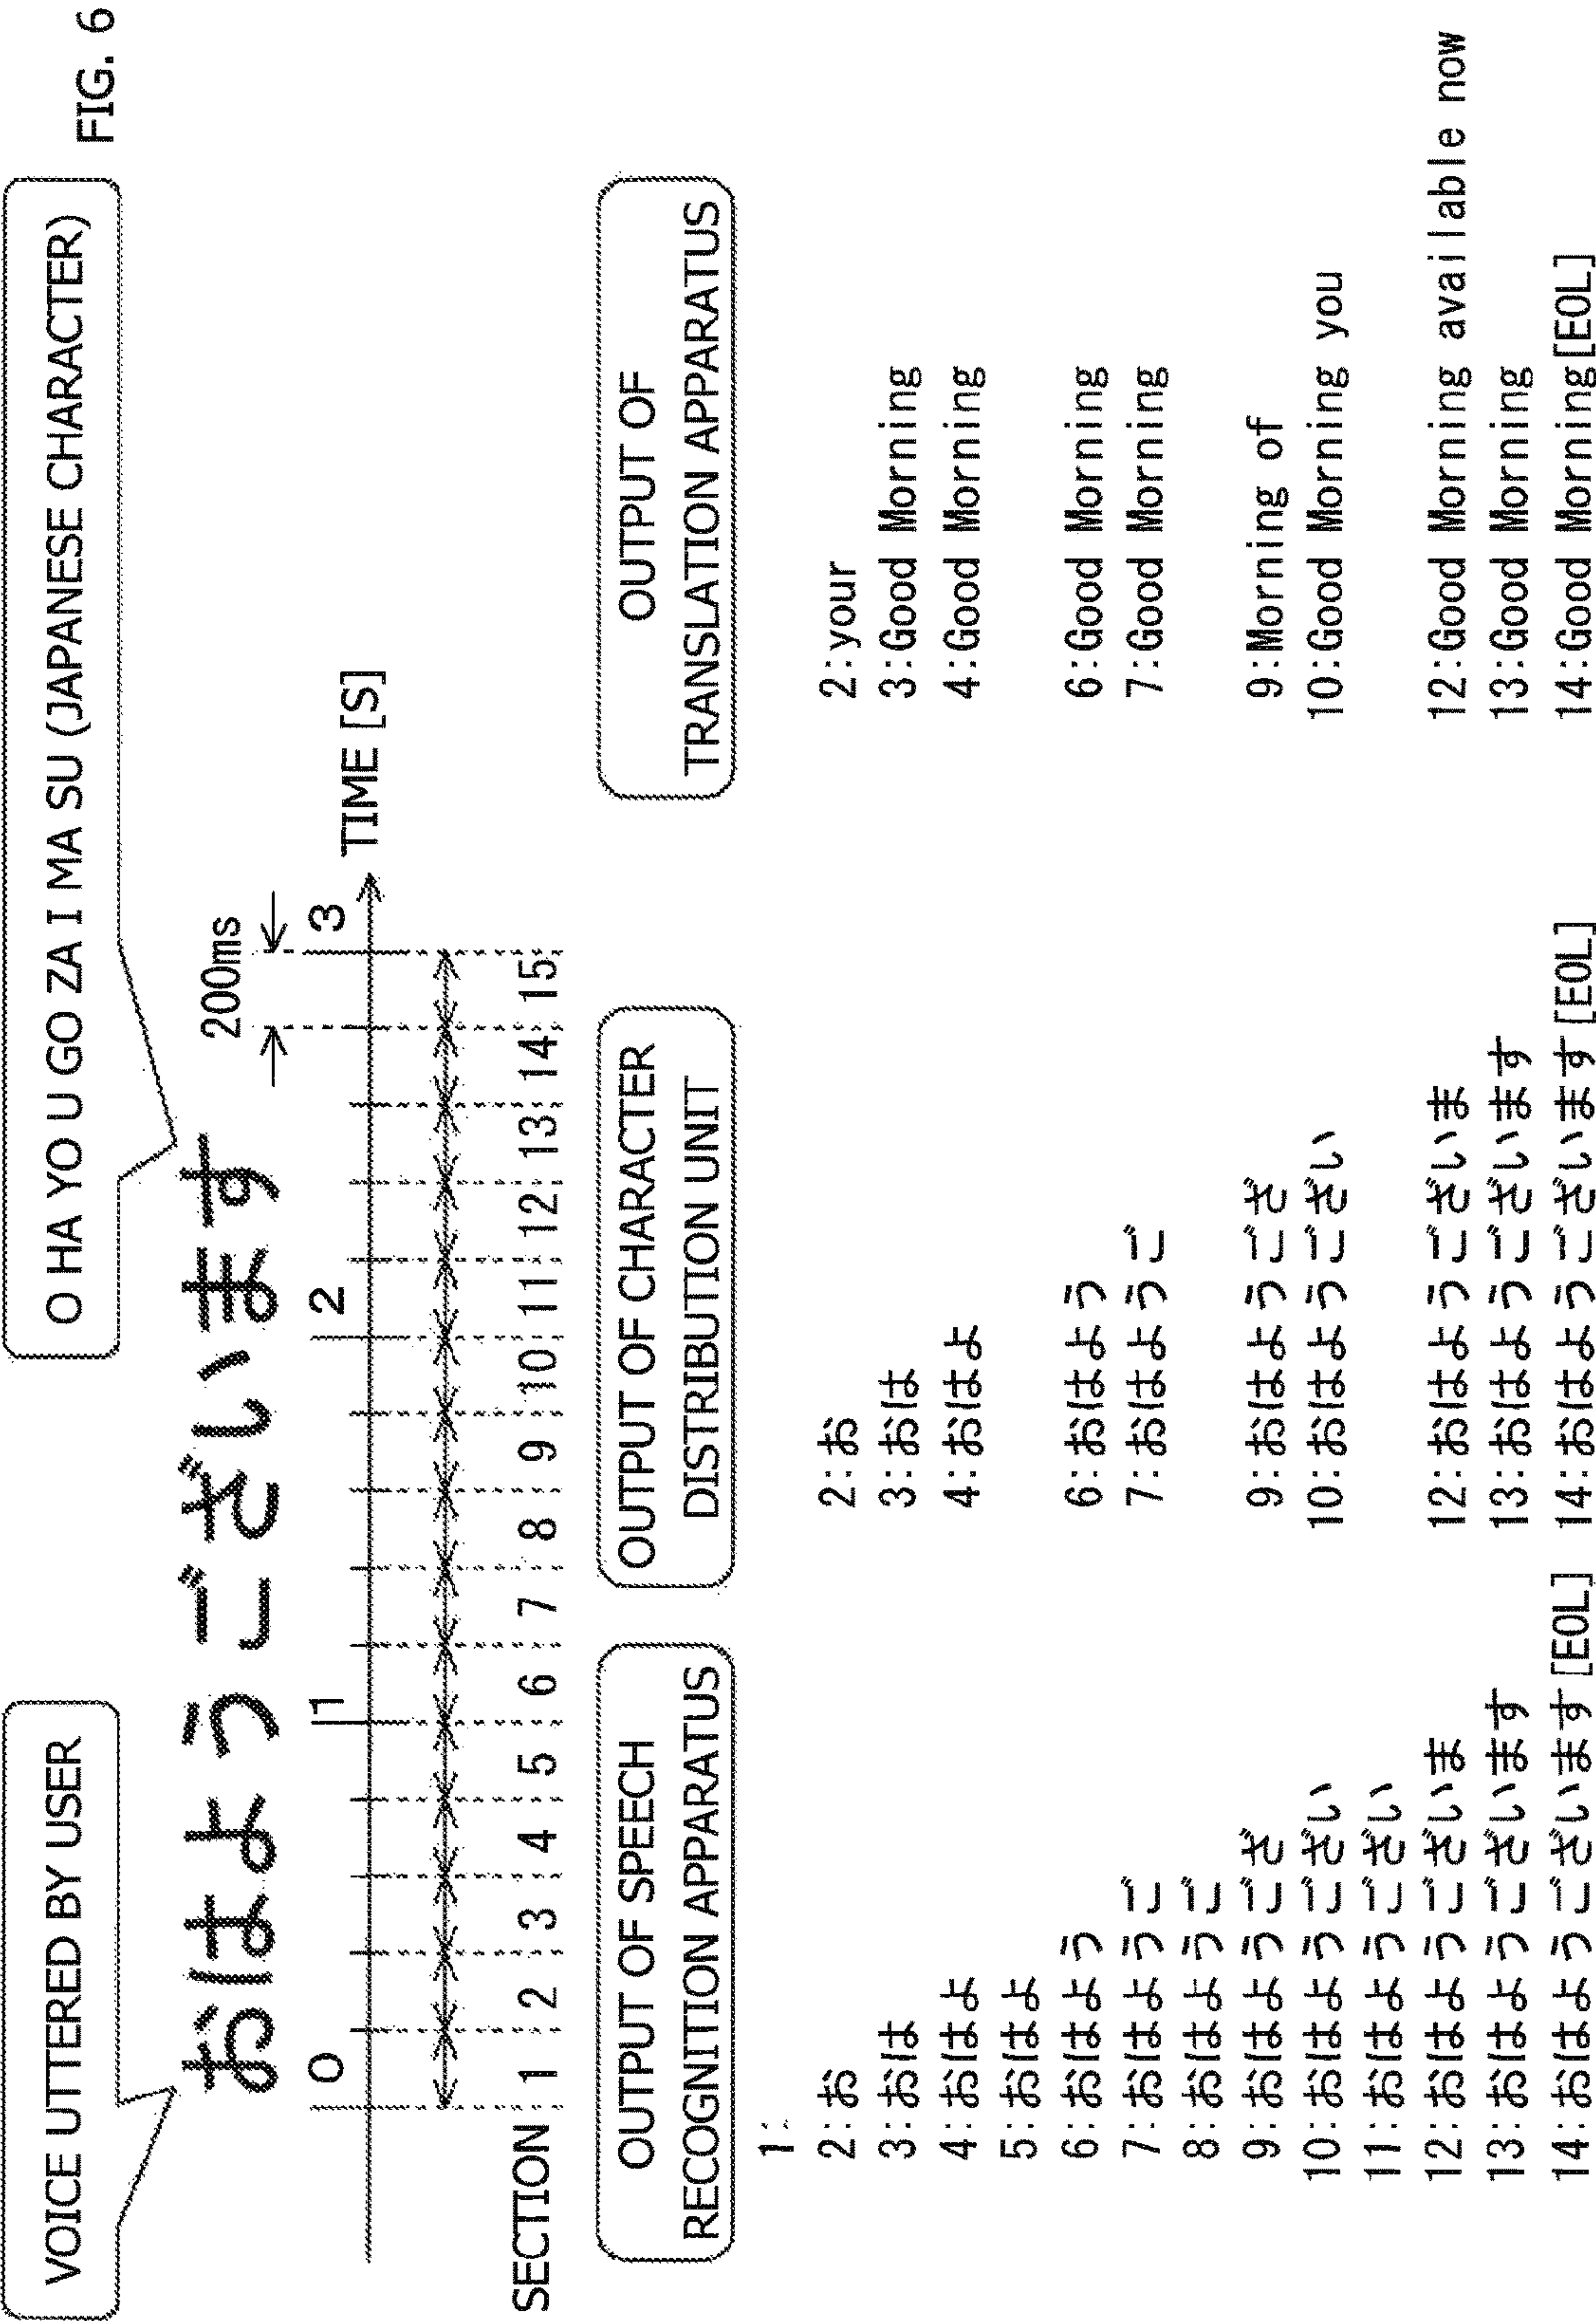 FIG. 6
VOICE UTTERED BY USER
O HA YO U GO ZA I MA SU (JAPANESE CHARACTER)
おはようございます
200ms
0 1 2 3
TIME [S]
SECTION 1 2 3 4 5 6 7 8 9 10 11 12 13 14 15
OUTPUT OF SPEECH
RECOGNITION APPARATUS
1:
2:お
3:おは
4:おはよ
5:おはよ
6:おはよう
7:おはようご
8:おはようご
9:おはようござ
10:おはようござい
11:おはようござい
12:おはようございま
13:おはようございます
14:おはようございます[EOL]
OUTPUT OF CHARACTER
DISTRIBUTION UNIT
2:お
3:おは
4:おはよ
6:おはよう
7:おはようご
9:おはようござ
10:おはようござい
12:おはようございま
13:おはようございます
14:おはようございます[EOL]
OUTPUT OF
TRANSLATION APPARATUS
2:your
3:Good Morning
4:Good Morning
6:Good Morning
7:Good Morning
9:Morning of
10:Good Morning you
12:Good Morning available now
13:Good Morning
14:Good Morning[EOL]